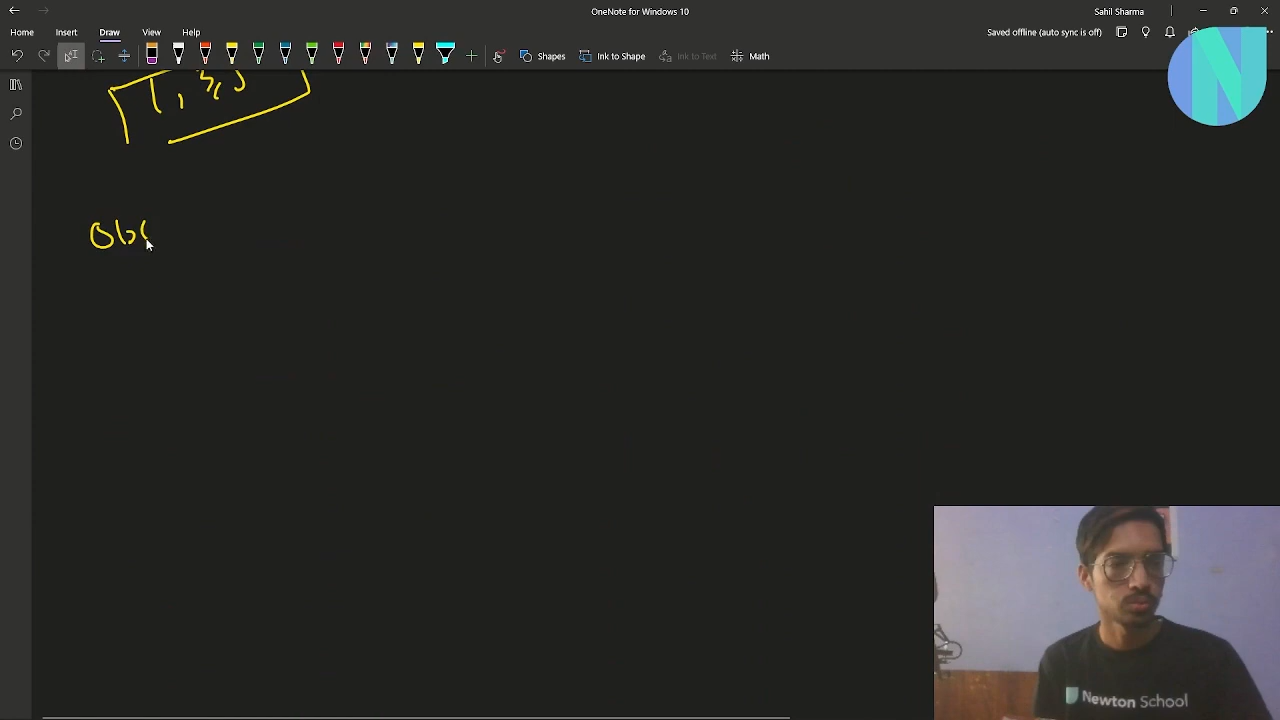 OneNote for Windows 10
Sahil Sharma
Home Insert Draw View Help
Saved offline (auto sync is off)
Shapes Ink to Shape Ink to Text Math
N
Newton School